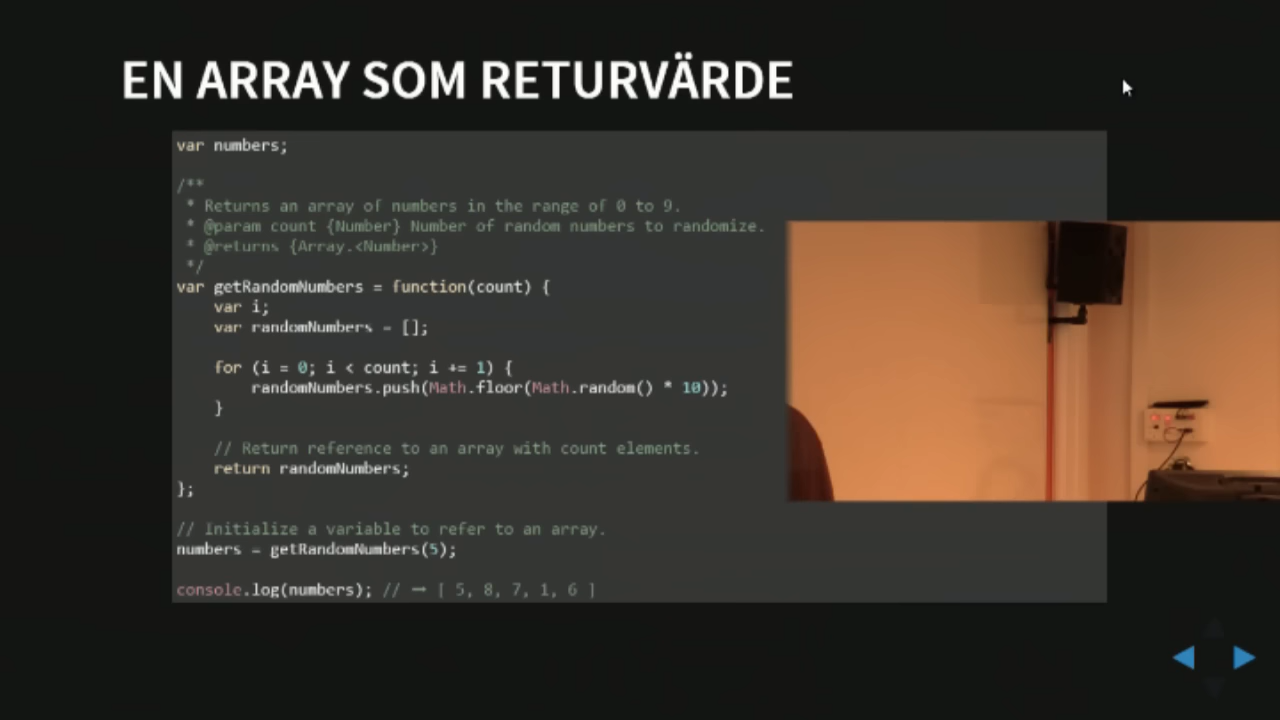 EN ARRAY SOM RETURVÄRDE
var numbers;
/**
 * Returns an array of numbers in the range of 0 to 9.
 * @param count {Number} Number of random numbers to randomize.
 * @returns {Array.<Number>}
 */
var getRandomNumbers = function(count) {
    var i;
    var randomNumbers = [];
    for (i = 0; i < count; i += 1) {
        randomNumbers.push(Math.floor(Math.random() * 10));
    }
    // Return reference to an array with count elements.
    return randomNumbers;
};
// Initialize a variable to refer to an array.
numbers = getRandomNumbers(5);
console.log(numbers); // → [ 5, 8, 7, 1, 6 ]